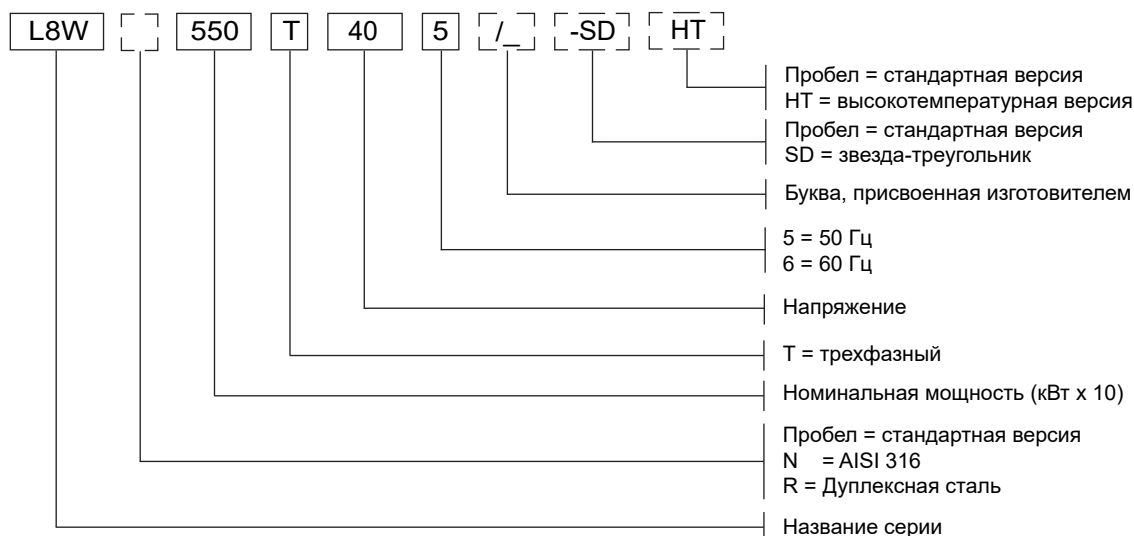 L8W 550 T 40 5 /_ -SD HT
Пробел = стандартная версия
HT = высокотемпературная версия
Пробел = стандартная версия
SD = звезда-треугольник
Буква, присвоенная изготовителем
5 = 50 Гц
6 = 60 Гц
Напряжение
T = трехфазный
Номинальная мощность (кВт x 10)
Пробел = стандартная версия
N = AISI 316
R = Дуплексная сталь
Название серии